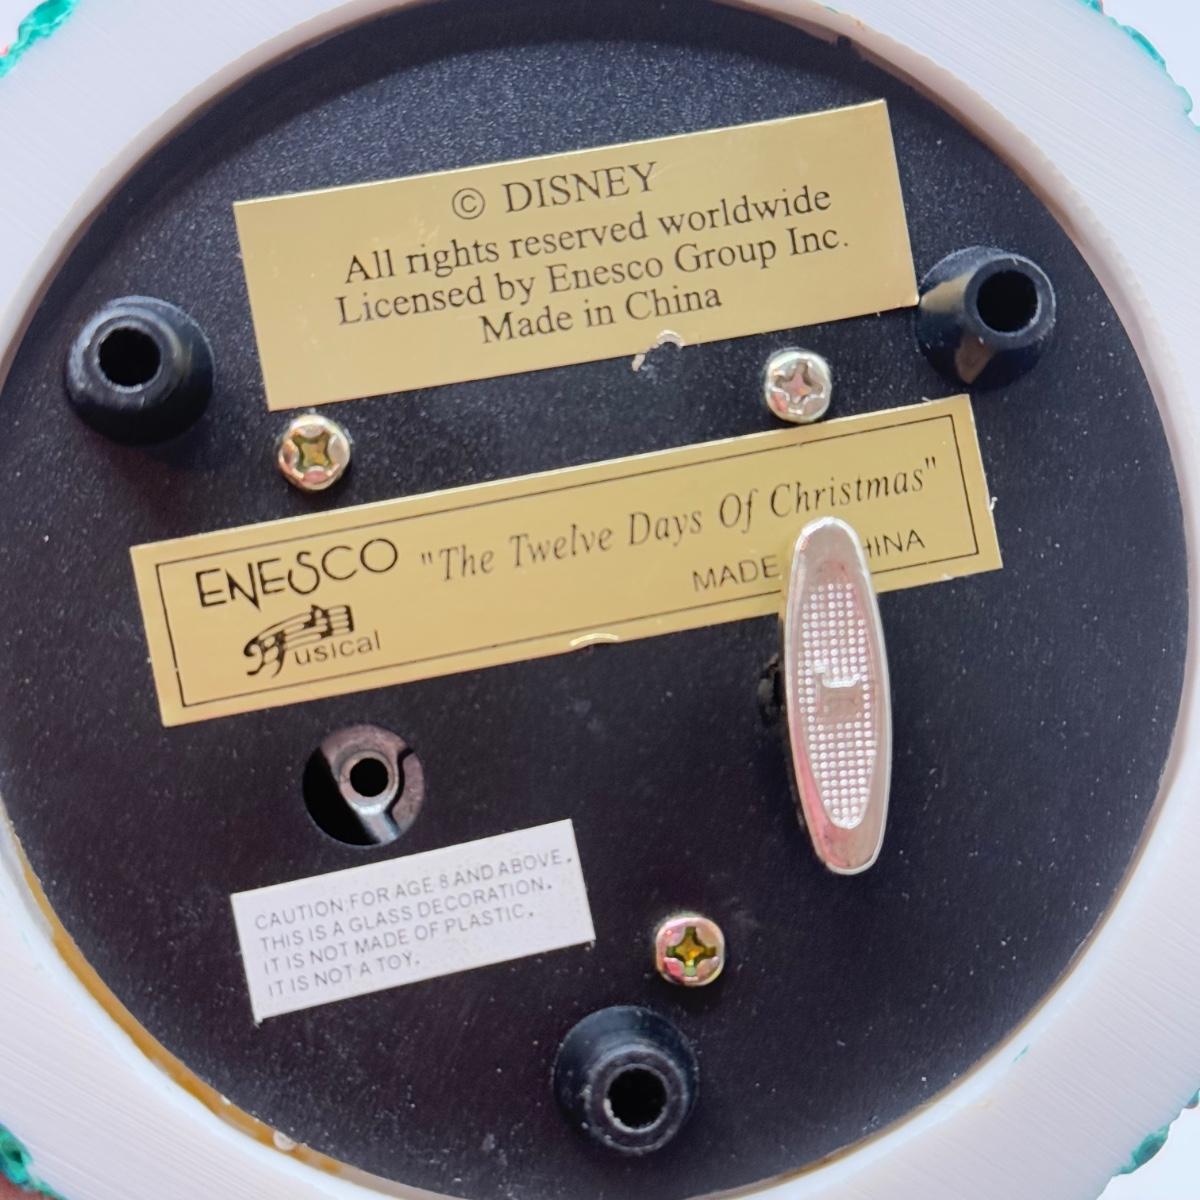 © DISNEY
All rights reserved worldwide
Licensed by Enesco Group Inc.
Made in China
ENESCO "The Twelve Days Of Christmas"
Musical MADE HINA
CAUTION:FOR AGE 8 AND ABOVE.
THIS IS A GLASS DECORATION.
IT IS NOT MADE OF PLASTIC.
IT IS NOT A TOY.